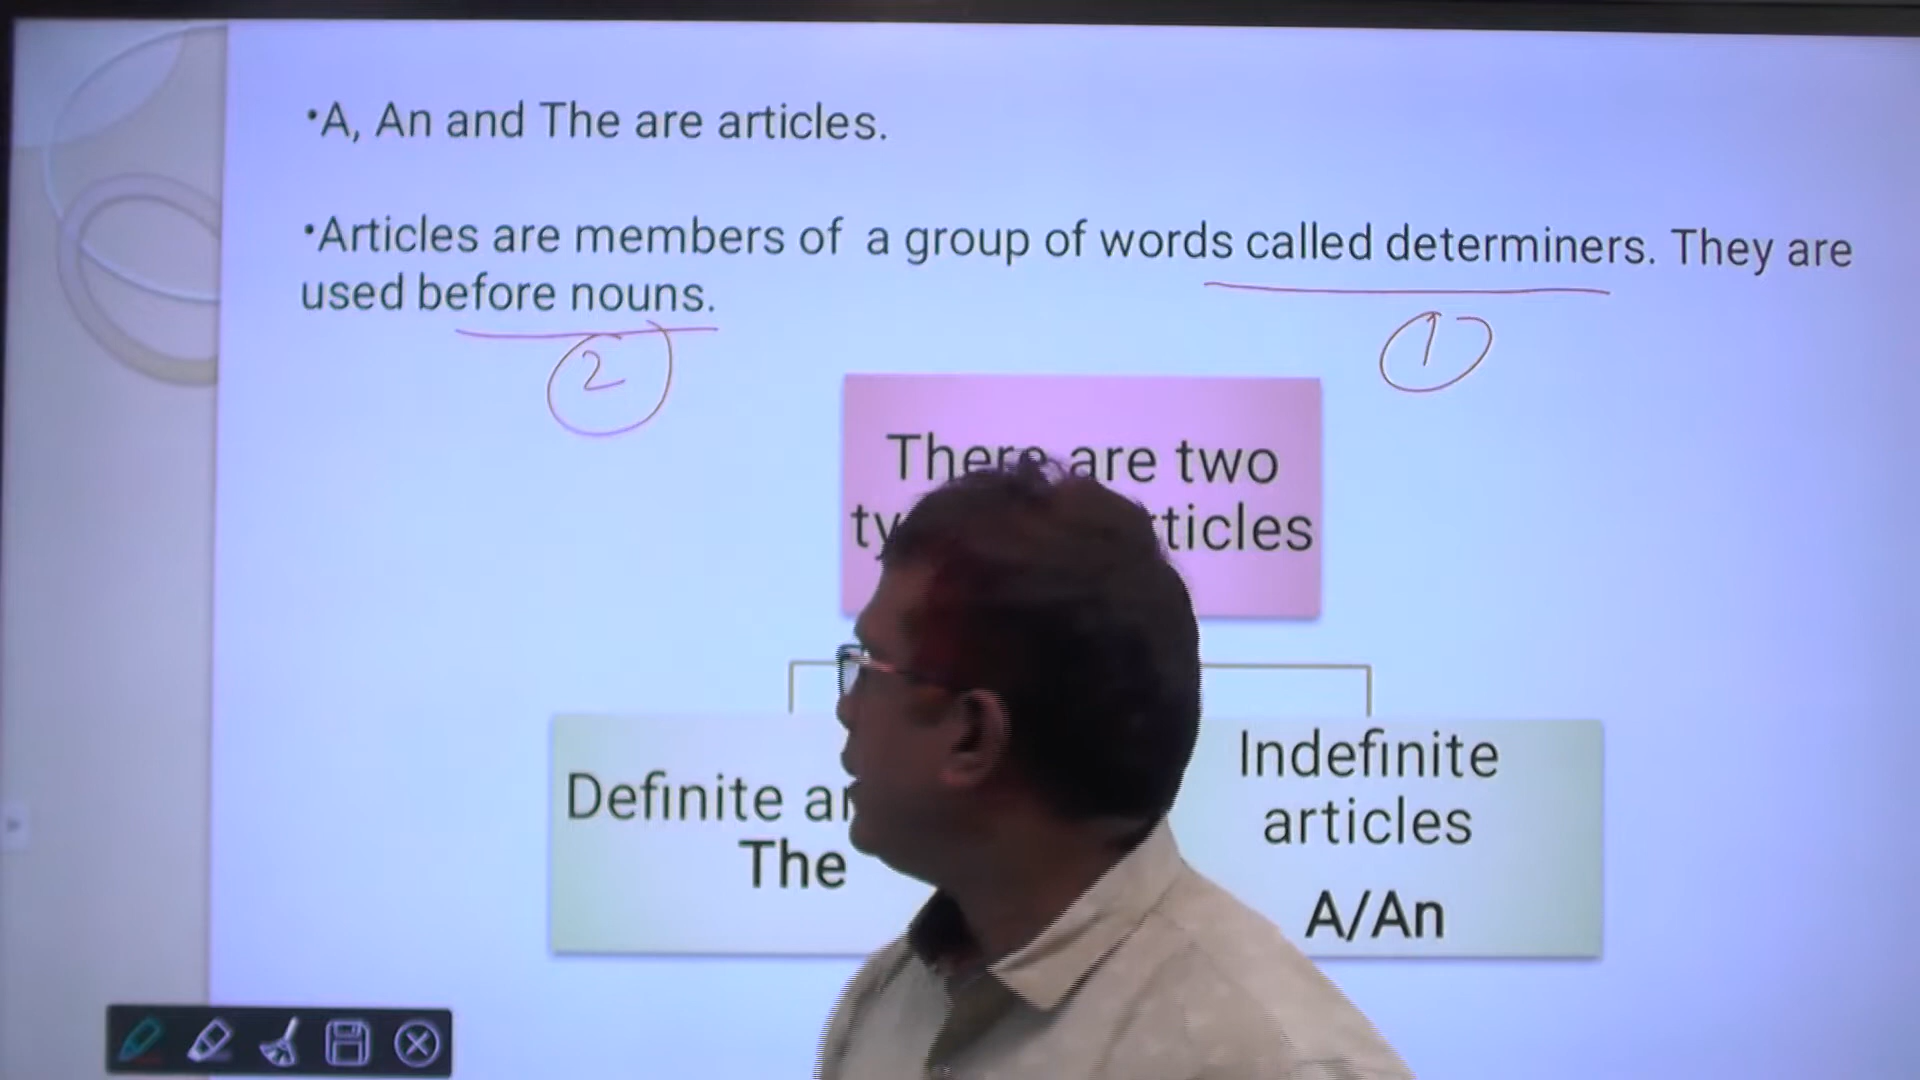 •A, An and The are articles.
•Articles are members of a group of words called determiners. They are
used before nouns.
1
2
There are two
ticles
Definite
The
Indefinite
articles
A/An